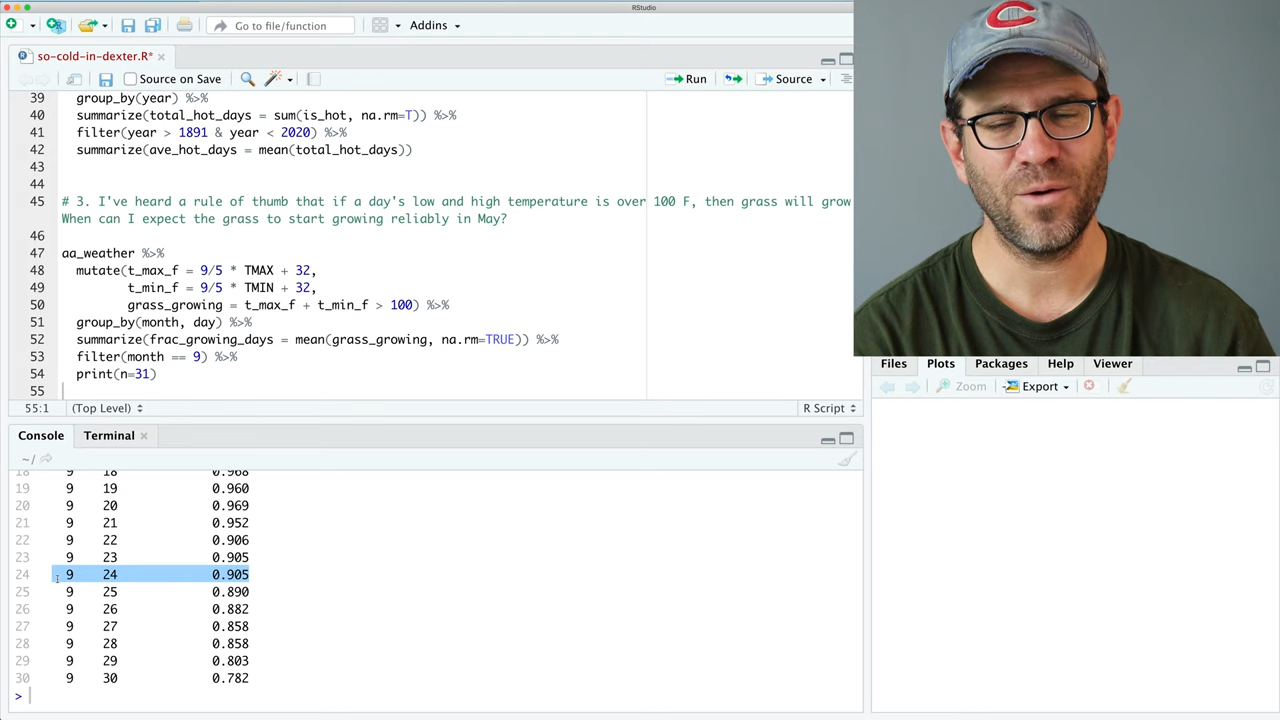 RStudio
Go to file/function
Addins
so-cold-in-dexter.R*
Source on Save
Run
Source
39 group_by(year) %>%
40 summarize(total_hot_days = sum(is_hot, na.rm=T)) %>%
41 filter(year > 1891 & year < 2020) %>%
42 summarize(ave_hot_days = mean(total_hot_days))
43
44
45 # 3. I've heard a rule of thumb that if a day's low and high temperature is over 100 F, then grass will grow
When can I expect the grass to start growing reliably in May?
46
47 aa_weather %>%
48 mutate(t_max_f = 9/5 * TMAX + 32,
49 t_min_f = 9/5 * TMIN + 32,
50 grass_growing = t_max_f + t_min_f > 100) %>%
51 group_by(month, day) %>%
52 summarize(frac_growing_days = mean(grass_growing, na.rm=TRUE)) %>%
53 filter(month == 9) %>%
54 print(n=31)
55
55:1 (Top Level) R Script
Console Terminal
~/
18 9 18 0.968
19 9 19 0.960
20 9 20 0.969
21 9 21 0.952
22 9 22 0.906
23 9 23 0.905
24 9 24 0.905
25 9 25 0.890
26 9 26 0.882
27 9 27 0.858
28 9 28 0.858
29 9 29 0.803
30 9 30 0.782
>
Files Plots Packages Help Viewer
Zoom Export
C